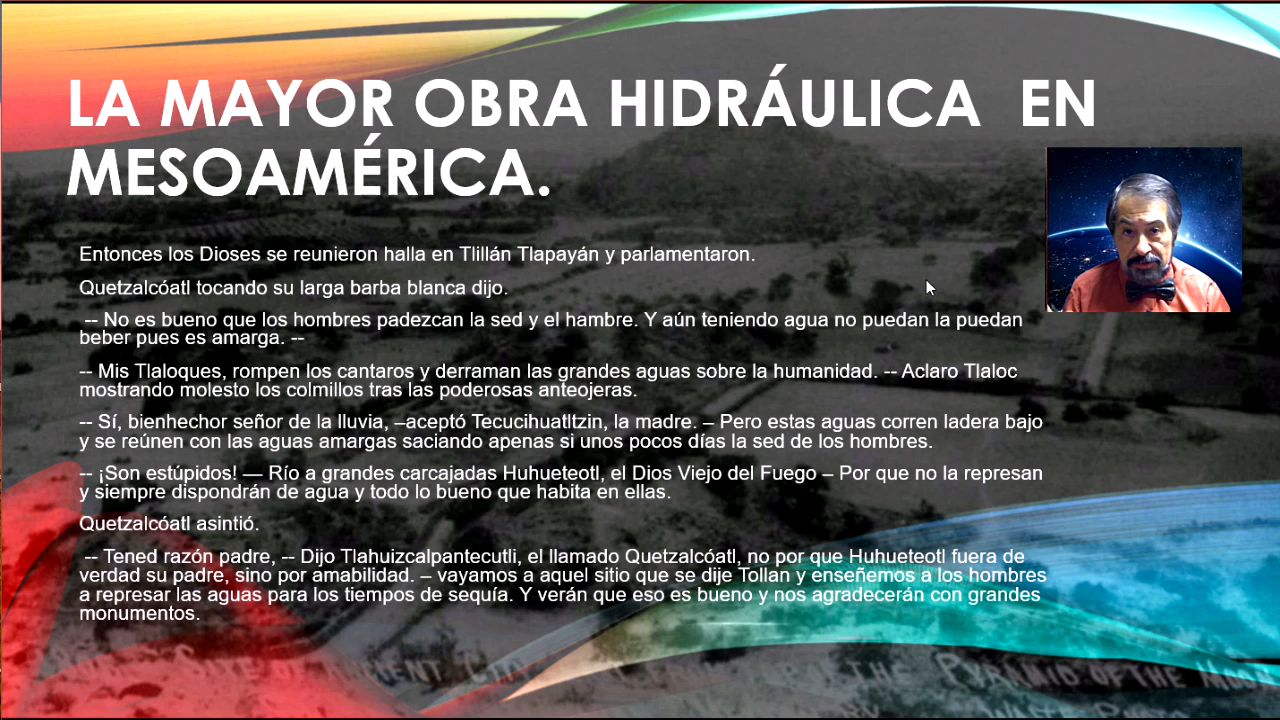 LA MAYOR OBRA HIDRÁULICA EN
MESOAMÉRICA.
Entonces los Dioses se reunieron halla en Tlillán Tlapayán y parlamentaron.
Quetzalcóatl tocando su larga barba blanca dijo.
-- No es bueno que los hombres padezcan la sed y el hambre. Y aún teniendo agua no puedan la puedan
beber pues es amarga. --
-- Mis Tlaloques, rompen los cantaros y derraman las grandes aguas sobre la humanidad. -- Aclaro Tlaloc
mostrando molesto los colmillos tras las poderosas anteojeras.
-- Sí, bienhechor señor de la lluvia, –aceptó Tecucihuatltzin, la madre. – Pero estas aguas corren ladera bajo
y se reúnen con las aguas amargas saciando apenas si unos pocos días la sed de los hombres.
-- ¡Son estúpidos! — Río a grandes carcajadas Huhueteotl, el Dios Viejo del Fuego – Por que no la represan
y siempre dispondrán de agua y todo lo bueno que habita en ellas.
Quetzalcóatl asintió.
-- Tened razón padre, -- Dijo Tlahuizcalpantecutli, el llamado Quetzalcóatl, no por que Huhueteotl fuera de
verdad su padre, sino por amabilidad. – vayamos a aquel sitio que se dije Tollan y enseñemos a los hombres
a represar las aguas para los tiempos de sequía. Y verán que eso es bueno y nos agradecerán con grandes
monumentos.
OF THE PYRAMID OF THE MOON